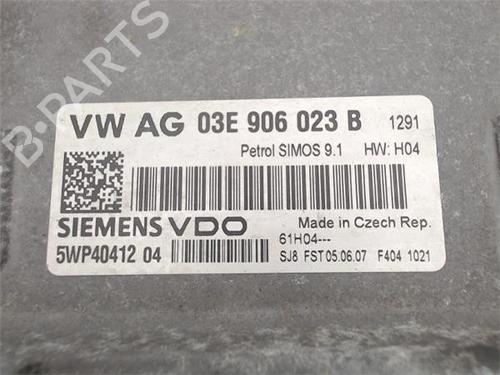 VW AG 03E 906 023 B 1291
Petrol SIMOS 9.1 HW: H04
SIEMENS VDO Made in Czech Rep.
61H04---
5WP40412 04 SJ8 FST 05.06.07 F404 1021
B-PARTS